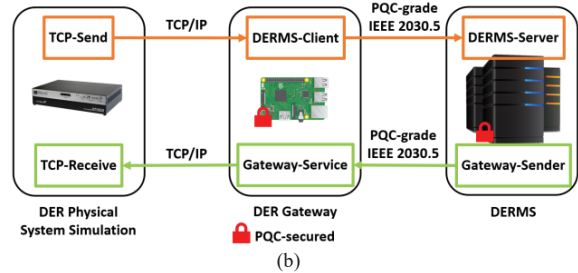 TCP-Send
TCP/IP
DERMS-Client
PQC-grade
IEEE 2030.5
DERMS-Server
TCP-Receive
TCP/IP
Gateway-Service
PQC-grade
IEEE 2030.5
Gateway-Sender
DER Physical
System Simulation
DER Gateway
DERMS
PQC-secured
(b)